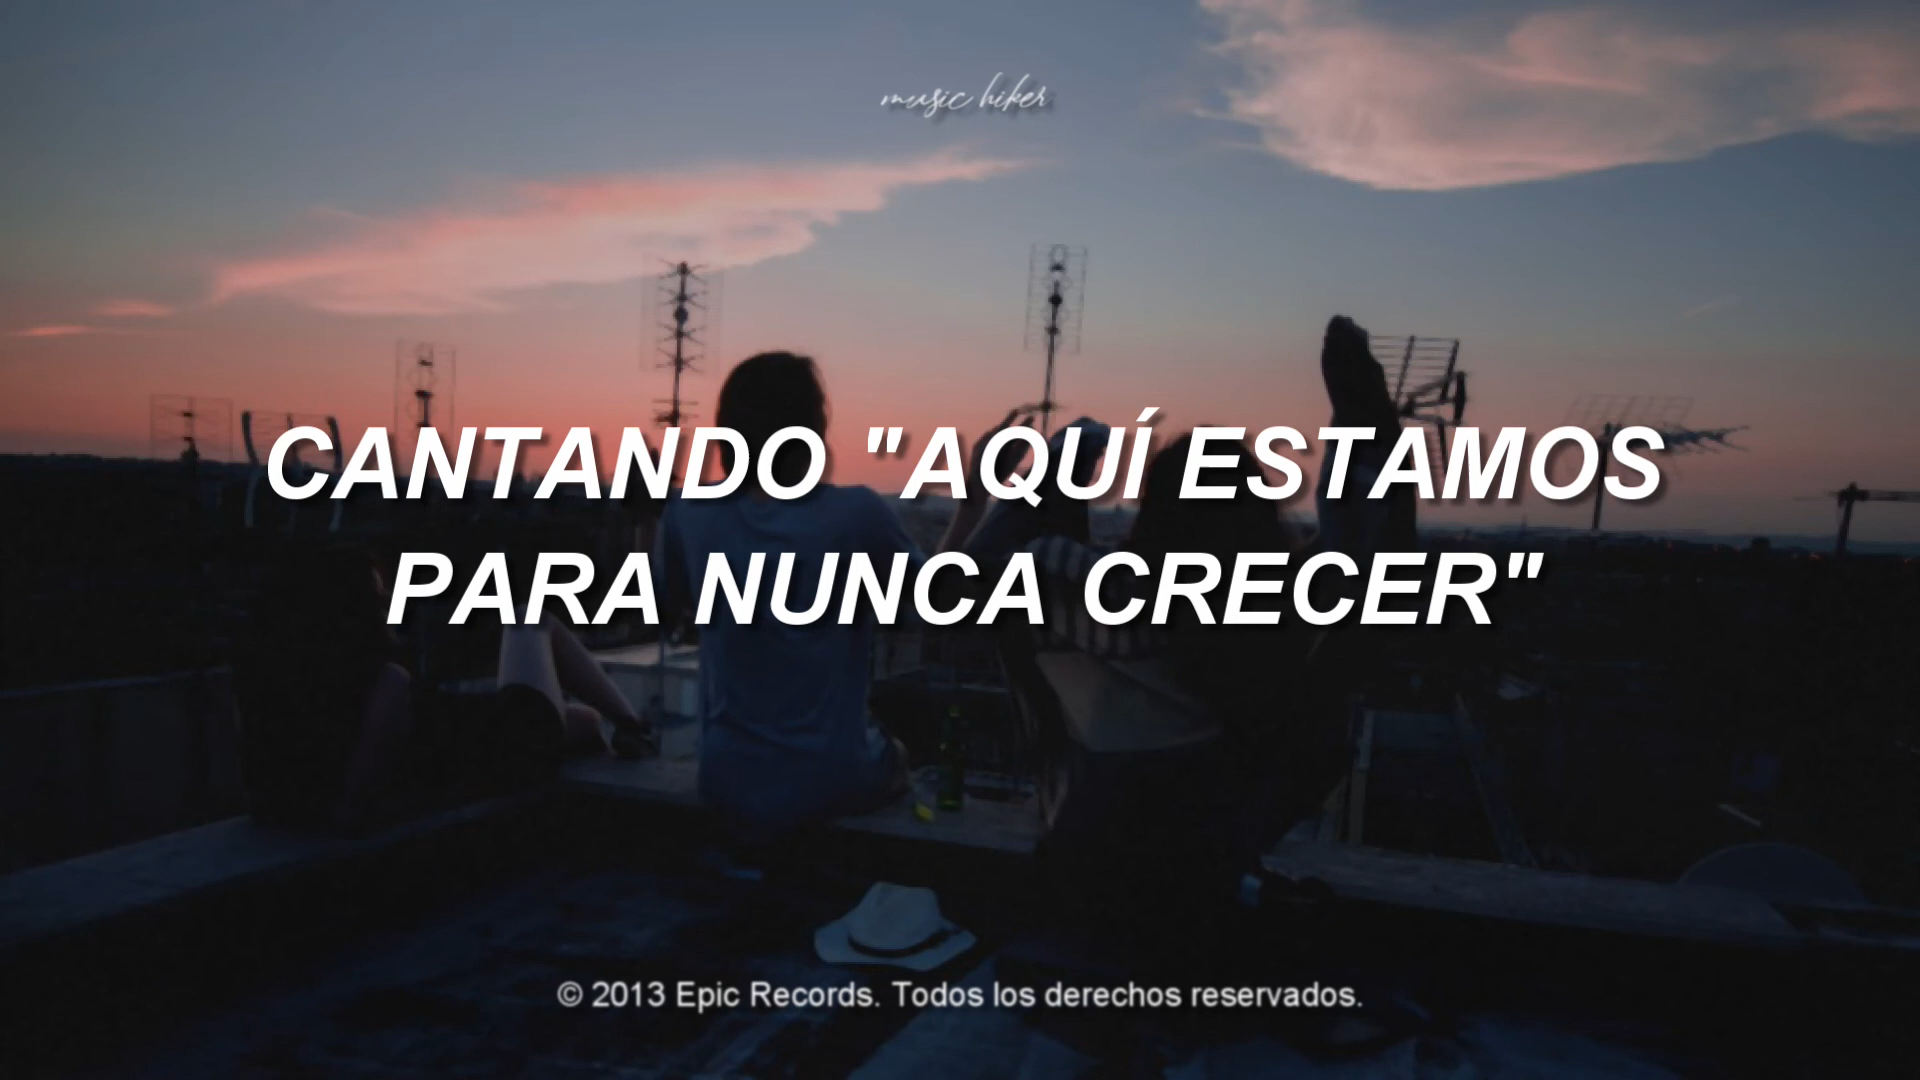 music hiker
CANTANDO "AQUÍ ESTAMOS
PARA NUNCA CRECER"
© 2013 Epic Records. Todos los derechos reservados.